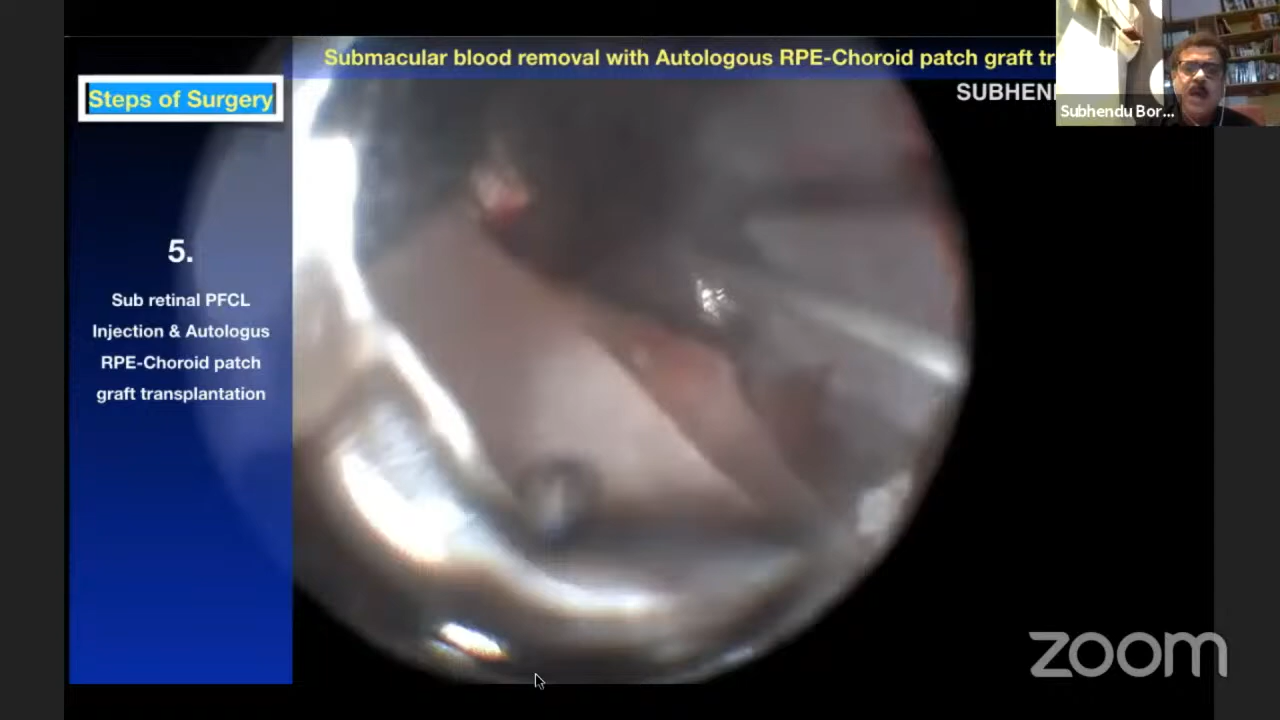 Submacular blood removal with Autologous RPE-Choroid patch graft
Steps of Surgery
SUBHEN
Subhendu Bor...
5.
Sub retinal PFCL
Injection & Autologus
RPE-Choroid patch
graft transplantation
zoom